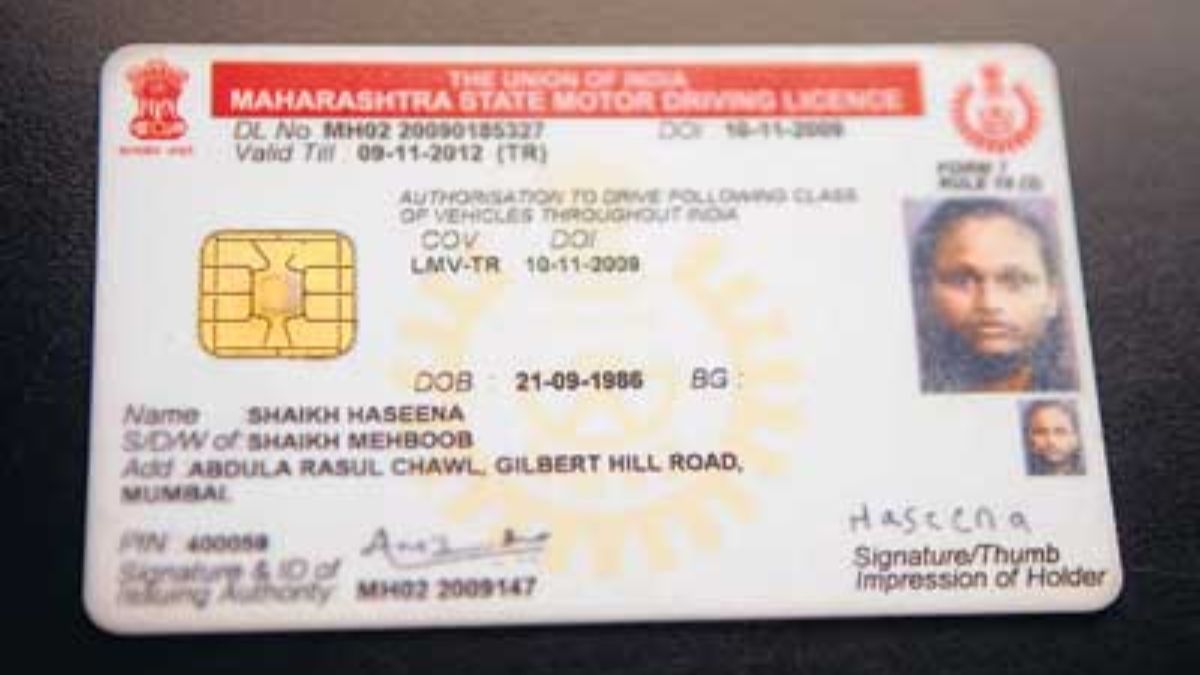 THE UNION OF INDIA
MAHARASHTRA STATE MOTOR DRIVING LICENCE
DL No MH02 20090185327 DOI 10-11-2009
Valid Till 09-11-2012 (TR)
FORM 7
RULE 16 (2)
AUTHORISATION TO DRIVE FOLLOWING CLASS
OF VEHICLES THROUGHOUT INDIA
COV DOI
LMV-TR 10-11-2009
DOB : 21-09-1986 BG :
Name SHAIKH HASEENA
S/D/W of SHAIKH MEHBOOB
Add ABDULA RASUL CHAWL, GILBERT HILL ROAD,
MUMBAI.
PIN 400058
Haseena
Signature & ID of
Issuing Authority MH02 2009147
Signature/Thumb
Impression of Holder